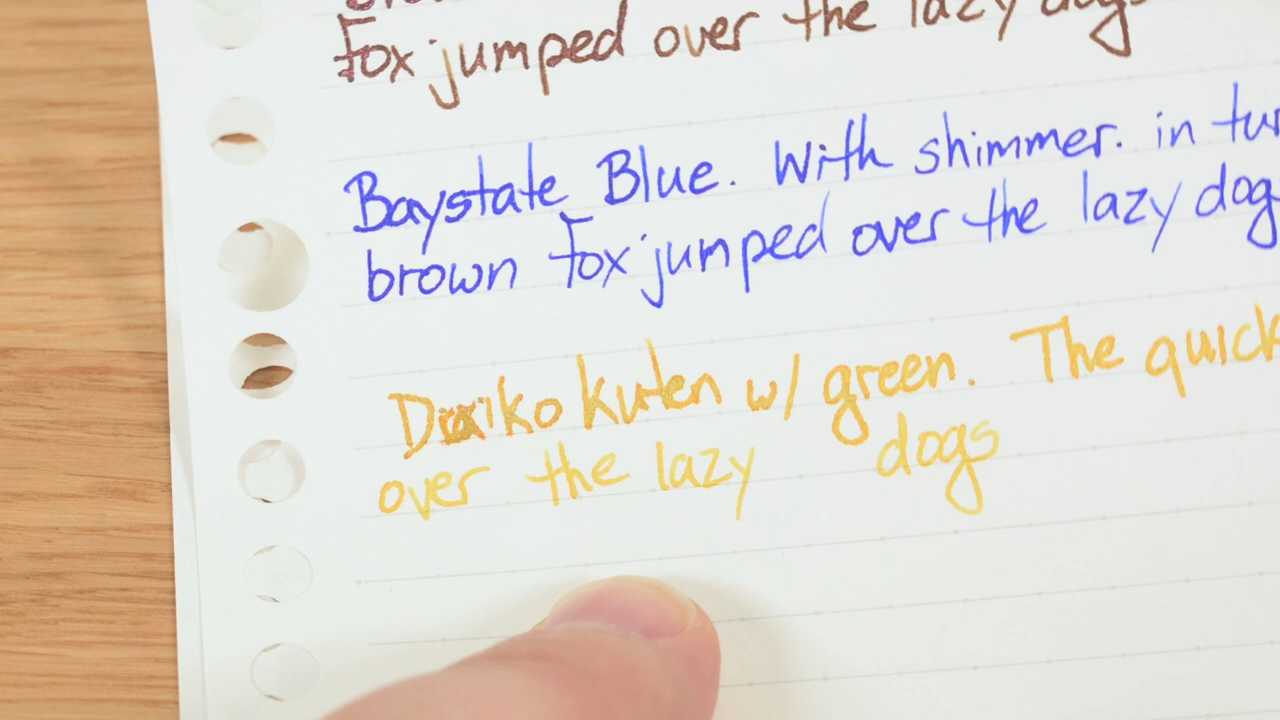 fox jumped over the lazy dogs
Baystate Blue. With shimmer. in
brown fox jumped over the lazy dogs
kuten w/ green. The quick
over the lazy dogs